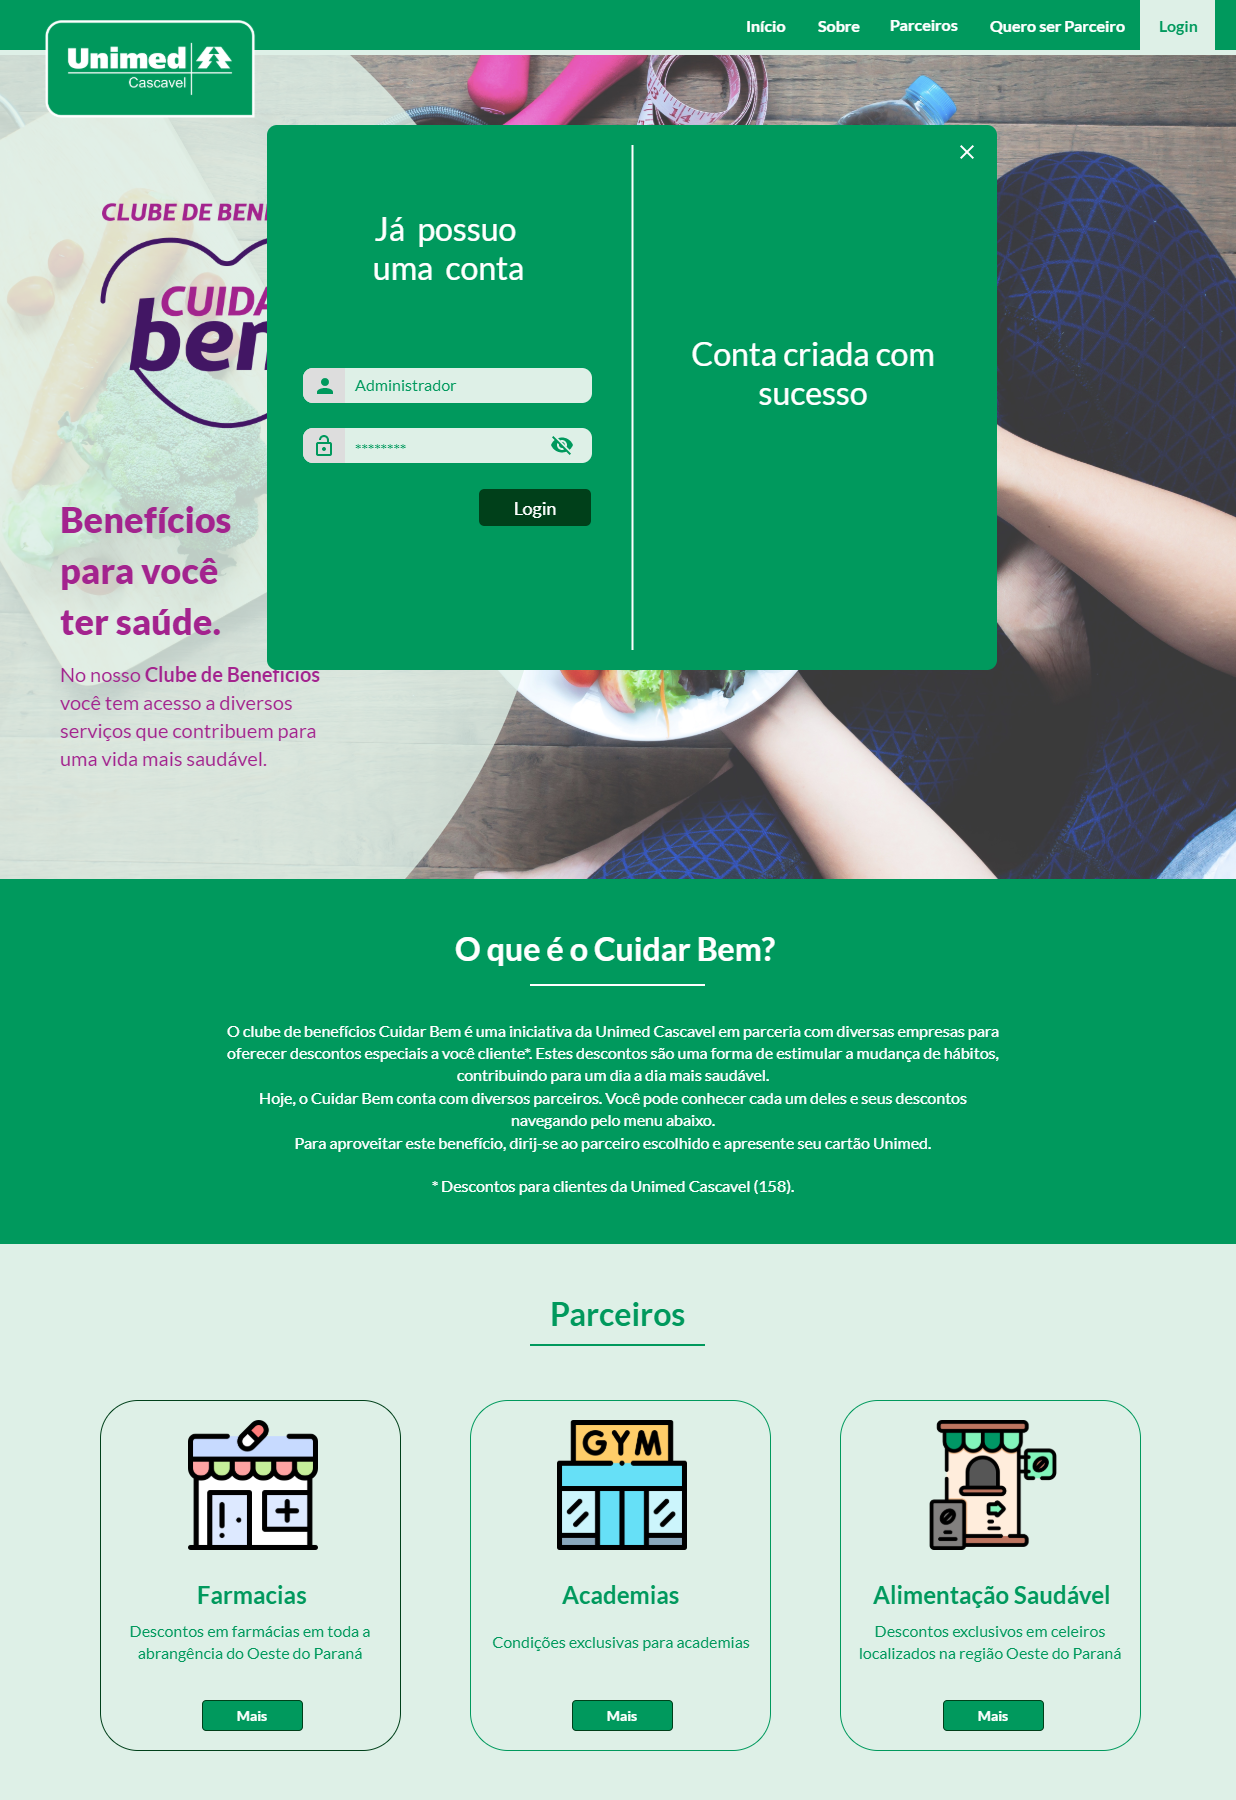 Início Sobre Parceiros Quero ser Parceiro Login
Unimed
Cascavel
CLUBE DE BEN
CUIDA
ben
Já possuo
uma conta
Administrador
********
Login
Conta criada com
sucesso
Benefícios
para você
ter saúde.
No nosso Clube de Benefícios
você tem acesso a diversos
serviços que contribuem para
uma vida mais saudável.
O que é o Cuidar Bem?
O clube de benefícios Cuidar Bem é uma iniciativa da Unimed Cascavel em parceria com diversas empresas para
oferecer descontos especiais a você cliente*. Estes descontos são uma forma de estimular a mudança de hábitos,
contribuindo para um dia a dia mais saudável.
Hoje, o Cuidar Bem conta com diversos parceiros. Você pode conhecer cada um deles e seus descontos
navegando pelo menu abaixo.
Para aproveitar este benefício, dirij-se ao parceiro escolhido e apresente seu cartão Unimed.
* Descontos para clientes da Unimed Cascavel (158).
Parceiros
GYM
Farmacias
Descontos em farmácias em toda a
abrangência do Oeste do Paraná
Mais
Academias
Condições exclusivas para academias
Mais
Alimentação Saudável
Descontos exclusivos em celeiros
localizados na região Oeste do Paraná
Mais